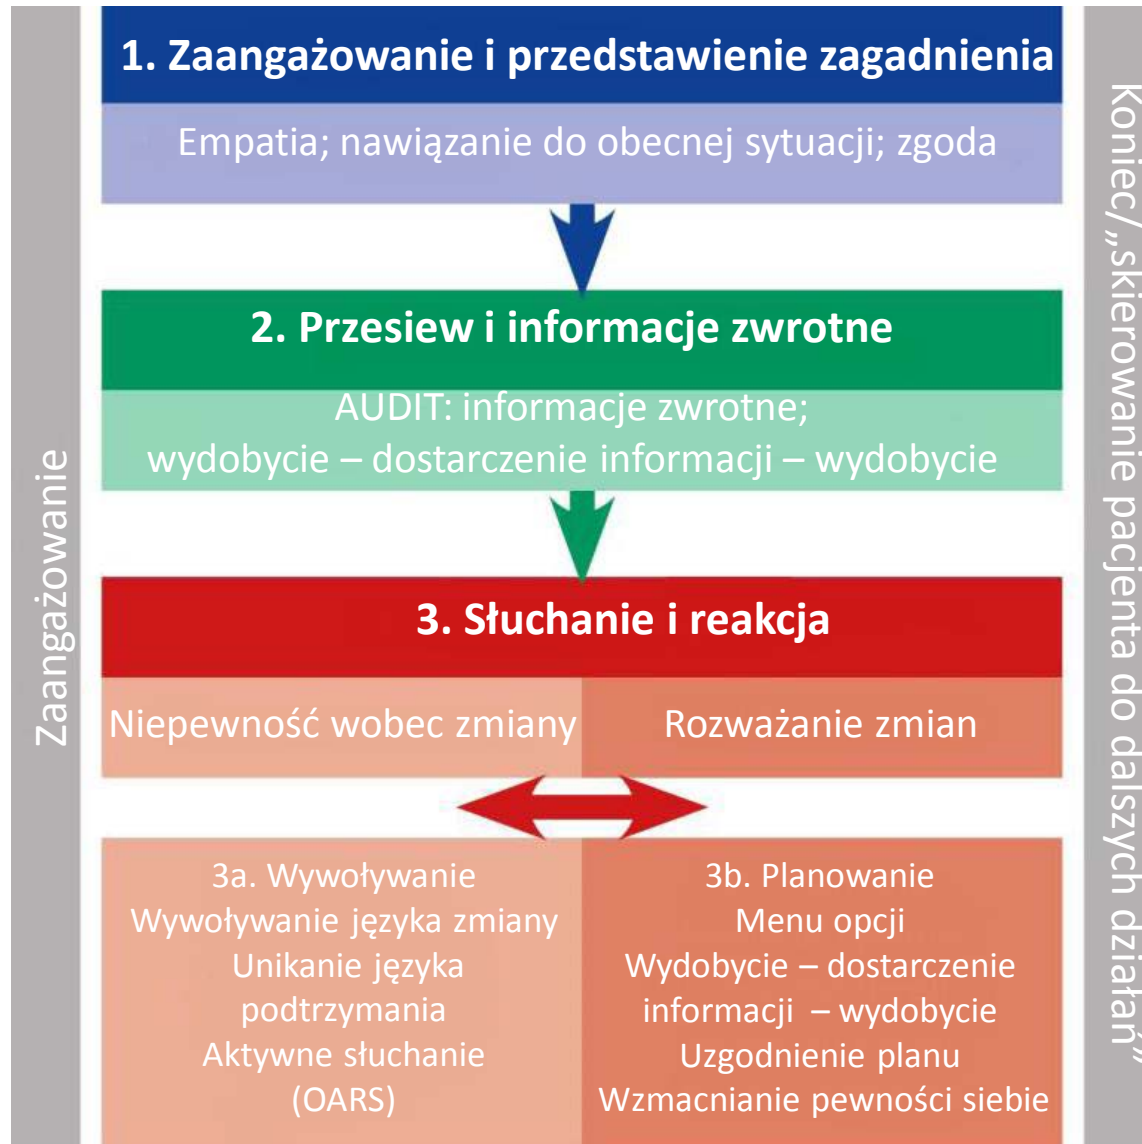 Zaangażowanie
1. Zaangażowanie i przedstawienie zagadnienia
Empatia; nawiązanie do obecnej sytuacji; zgoda
2. Przesiew i informacje zwrotne
AUDIT: informacje zwrotne;
wydobycie – dostarczenie informacji – wydobycie
3. Słuchanie i reakcja
Niepewność wobec zmiany
Rozważanie zmian
3a. Wywoływanie
Wywoływanie języka zmiany
Unikanie języka
podtrzymania
Aktywne słuchanie
(OARS)
3b. Planowanie
Menu opcji
Wydobycie – dostarczenie
informacji – wydobycie
Uzgodnienie planu
Wzmacnianie pewności siebie
Koniec/„skierowanie pacjenta do dalszych działań”